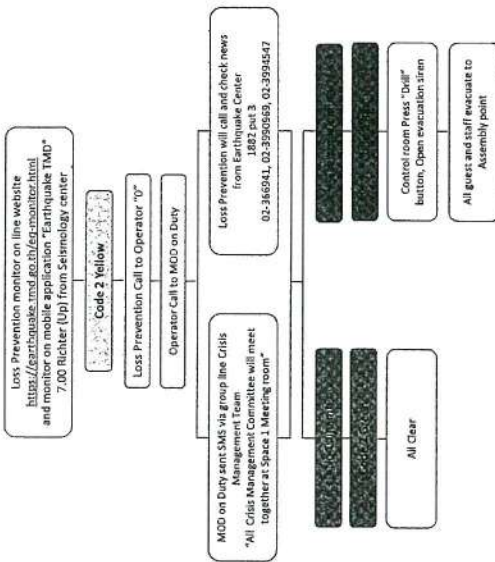 Loss Prevention monitor on line website
https://earthquake.tmd.go.th/eq-monitor.html
and monitor on mobile application "Earthquake TMD"
7.00 Richter (Up) from Seismology center
Code 2 Yellow
Loss Prevention Call to Operator "0"
Operator Call to MOD on Duty
MOD on Duty sent SMS via group line Crisis
Management Team
"All Crisis Management Committee will meet
together at Space 1 Meeting room"
Loss Prevention will call and check news
from Earthquake Center
1882 put 3
02-366941, 02-3990969, 02-3994547
All Clear
Control room Press "Drill"
button, Open evacuation siren
All guest and staff evacuate to
Assembly point